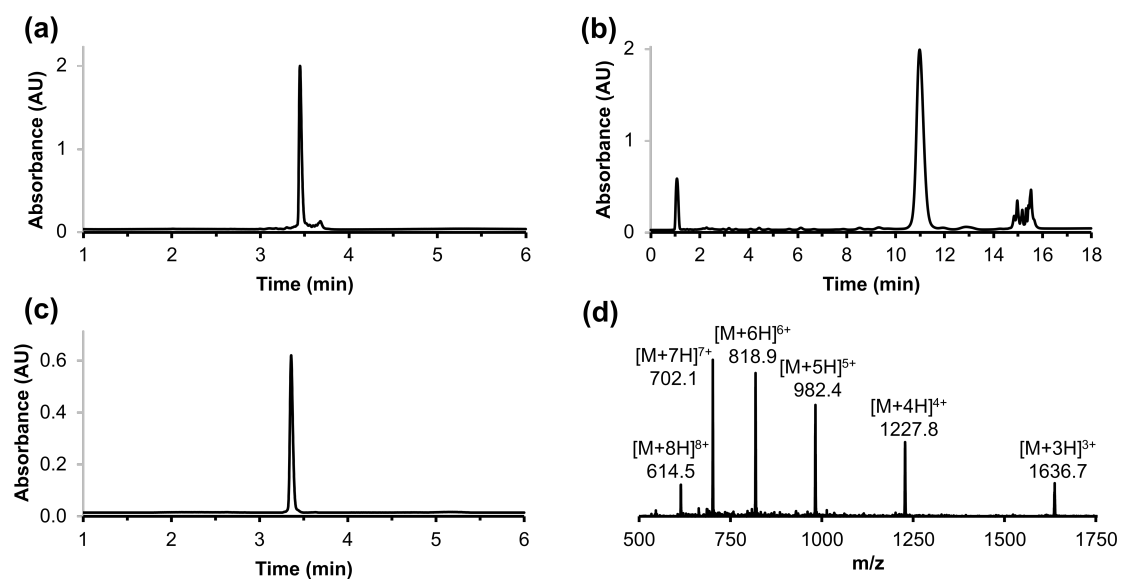 (a)
Absorbance (AU)
2
1
0
1 2 3 4 5 6
Time (min)
(b)
Absorbance (AU)
2
1
0
0 2 4 6 8 10 12 14 16 18
Time (min)
(c)
Absorbance (AU)
0.6
0.4
0.2
0.0
1 2 3 4 5 6
Time (min)
(d)
[M+6H]⁶⁺
818.9
[M+7H]⁷⁺
702.1
[M+5H]⁵⁺
982.4
[M+4H]⁴⁺
1227.8
[M+8H]⁸⁺
614.5
[M+3H]³⁺
1636.7
500 750 1000 1250 1500 1750
m/z